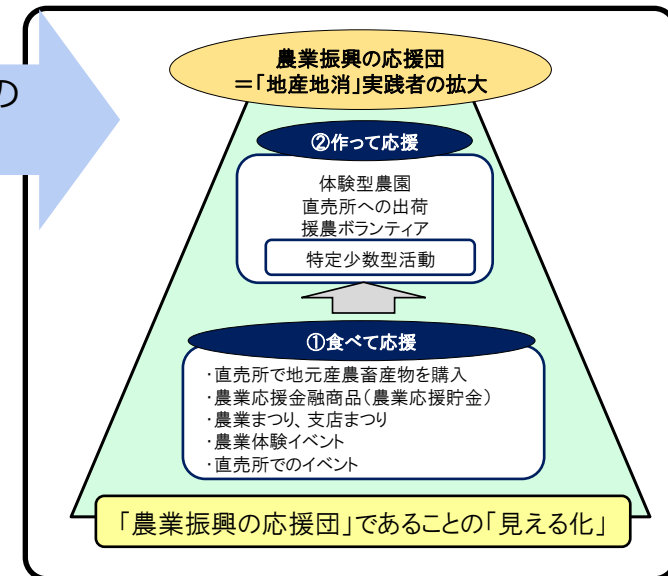 の
農業振興の応援団
＝「地産地消」実践者の拡大
②作って応援
体験型農園
直売所への出荷
援農ボランティア
特定少数型活動
①食べて応援
・直売所で地元産農畜産物を購入
・農業応援金融商品（農業応援貯金）
・農業まつり、支店まつり
・農業体験イベント
・直売所でのイベント
「農業振興の応援団」であることの「見える化」